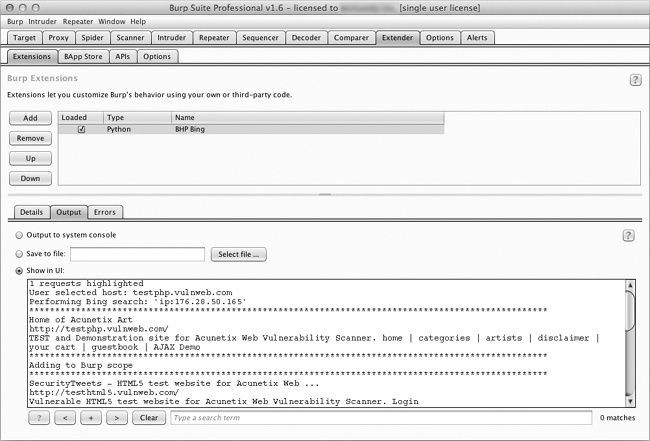 Burp Suite Professional v1.6 – licensed to [single user license]
Burp Intruder Repeater Window Help
Target Proxy Spider Scanner Intruder Repeater Sequencer Decoder Comparer Extender Options Alerts
Extensions BApp Store APIs Options
Burp Extensions
?
Extensions let you customize Burp's behavior using your own or third-party code.
Add
Remove
Up
Down
Loaded Type Name
Python BHP Bing
Details Output Errors
Output to system console
?
Save to file: Select file ...
Show in UI:
1 requests highlighted
User selected host: testphp.vulnweb.com
Performing Bing search: 'ip:176.28.50.165'
****************************************************************************************************
Home of Acunetix Art
http://testphp.vulnweb.com/
TEST and Demonstration site for Acunetix Web Vulnerability Scanner. home | categories | artists | disclaimer |
your cart | guestbook | AJAX Demo
****************************************************************************************************
Adding to Burp scope
****************************************************************************************************
SecurityTweets - HTML5 test website for Acunetix Web ...
http://testhtml5.vulnweb.com/
Vulnerable HTML5 test website for Acunetix Web Vulnerability Scanner. Login
? < + > Clear Type a search term 0 matches